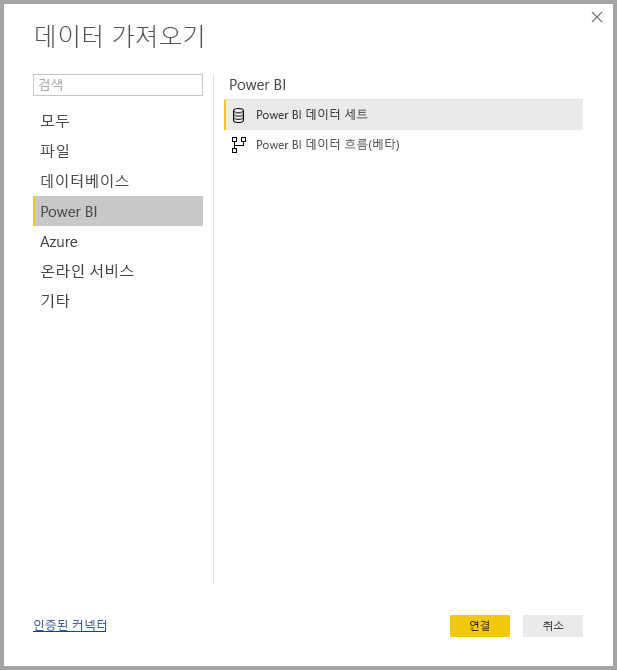 데이터 가져오기
검색
모두
파일
데이터베이스
Power BI
Azure
온라인 서비스
기타
Power BI
Power BI 데이터 세트
Power BI 데이터 흐름(베타)
인증된 커넥터
연결
취소